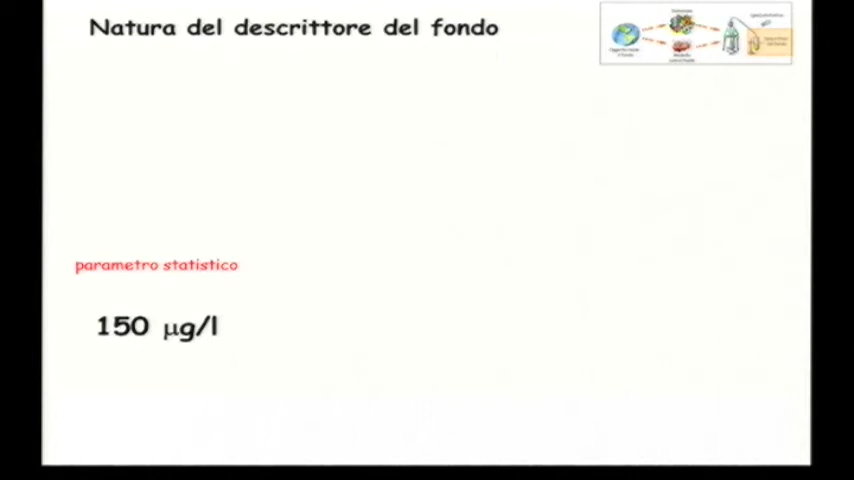 Natura del descrittore del fondo
parametro statistico
150 μg/l